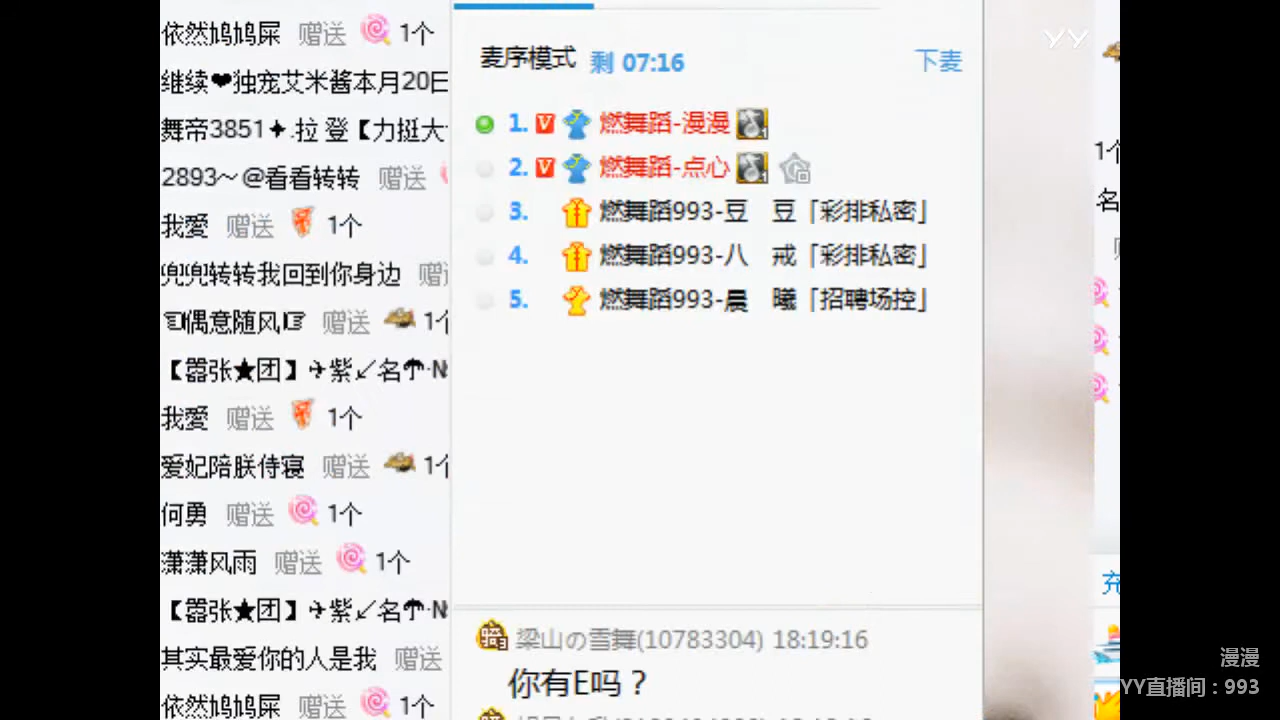 依然鸠鸠屎 赠送 1个
继续❤独宠艾米酱本月20日
舞帝3851✦.拉 登【力挺大
2893～@看看转转 赠送
我愛 赠送 1个
兜兜转转我回到你身边 赠送
☜偶意随风☞ 赠送 1个
【嚣张★团】✈紫↙名☂·N
我愛 赠送 1个
爱妃陪朕侍寝 赠送 1个
何勇 赠送 1个
潇潇风雨 赠送 1个
【嚣张★团】✈紫↙名☂·N
其实最爱你的人是我 赠送
依然鸠鸠屎 赠送 1个
麦序模式 剩 07:16 下麦
1. V 燃舞蹈-漫漫
2. V 燃舞蹈-点心
3. 燃舞蹈993-豆 豆「彩排私密」
4. 燃舞蹈993-八 戒「彩排私密」
5. 燃舞蹈993-晨 曦「招聘场控」
骑 梁山の雪舞(10783304) 18:19:16
你有E吗？
YY
1个
名
充
漫漫
YY直播间：993